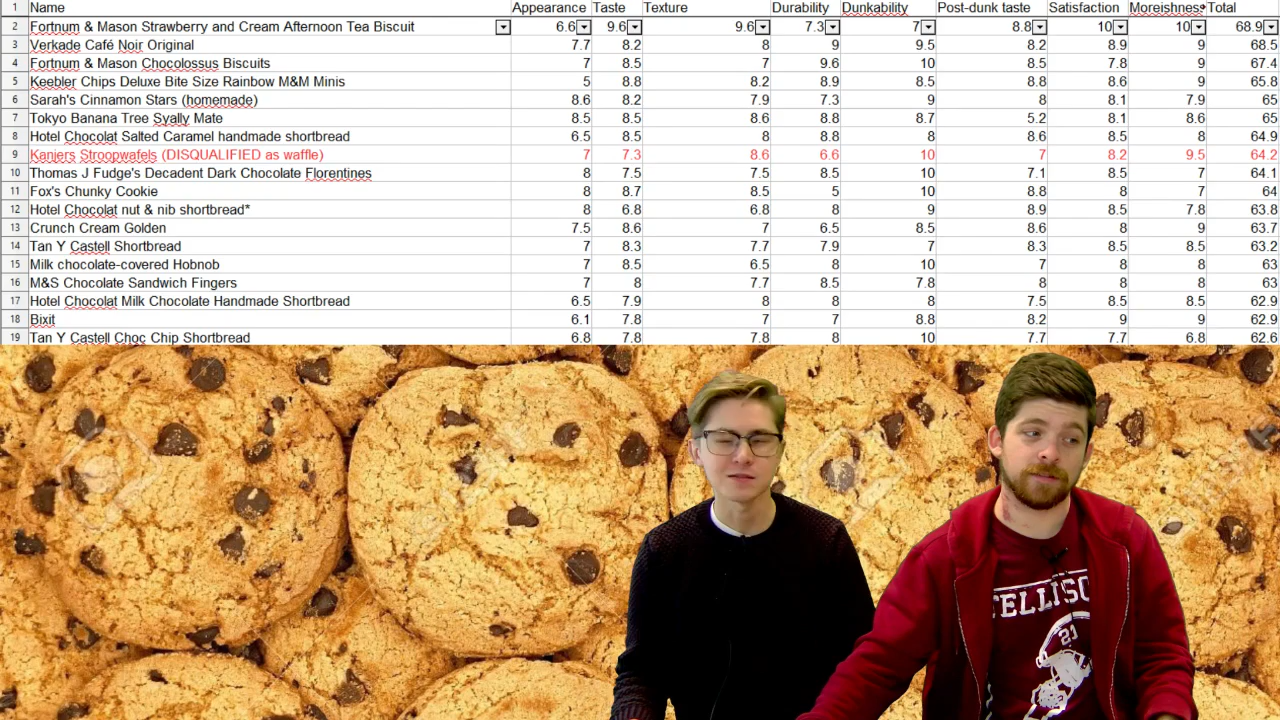 1 Name Appearance Taste Texture Durability Dunkability Post-dunk taste Satisfaction Moreishness Total
2 Fortnum & Mason Strawberry and Cream Afternoon Tea Biscuit 6.6 9.6 9.6 7.3 7 8.8 10 10 68.9
3 Verkade Café Noir Original 7.7 8.2 8 9 9.5 8.2 8.9 9 68.5
4 Fortnum & Mason Chocolossus Biscuits 7 8.5 7 9.6 10 8.5 7.8 9 67.4
5 Keebler Chips Deluxe Bite Size Rainbow M&M Minis 5 8.8 8.2 8.9 8.5 8.8 8.6 9 65.8
6 Sarah's Cinnamon Stars (homemade) 8.6 8.2 7.9 7.3 9 8 8.1 7.9 65
7 Tokyo Banana Tree Syally Mate 8.5 8.5 8.6 8.8 8.7 5.2 8.1 8.6 65
8 Hotel Chocolat Salted Caramel handmade shortbread 6.5 8.5 8 8.8 8 8.6 8.5 8 64.9
9 Kanjers Stroopwafels (DISQUALIFIED as waffle) 7 7.3 8.6 6.6 10 7 8.2 9.5 64.2
10 Thomas J Fudge's Decadent Dark Chocolate Florentines 8 7.5 7.5 8.5 10 7.1 8.5 7 64.1
11 Fox's Chunky Cookie 8 8.7 8.5 5 10 8.8 8 7 64
12 Hotel Chocolat nut & nib shortbread* 8 6.8 6.8 8 9 8.9 8.5 7.8 63.8
13 Crunch Cream Golden 7.5 8.6 7 6.5 8.5 8.6 8 9 63.7
14 Tan Y Castell Shortbread 7 8.3 7.7 7.9 7 8.3 8.5 8.5 63.2
15 Milk chocolate-covered Hobnob 7 8.5 6.5 8 10 7 8 8 63
16 M&S Chocolate Sandwich Fingers 7 8 7.7 8.5 7.8 8 8 8 63
17 Hotel Chocolat Milk Chocolate Handmade Shortbread 6.5 7.9 8 8 8 7.5 8.5 8.5 62.9
18 Bixit 6.1 7.8 7 7 8.8 8.2 9 9 62.9
19 Tan Y Castell Choc Chip Shortbread 6.8 7.8 7.8 8 10 7.7 7.7 6.8 62.6
21